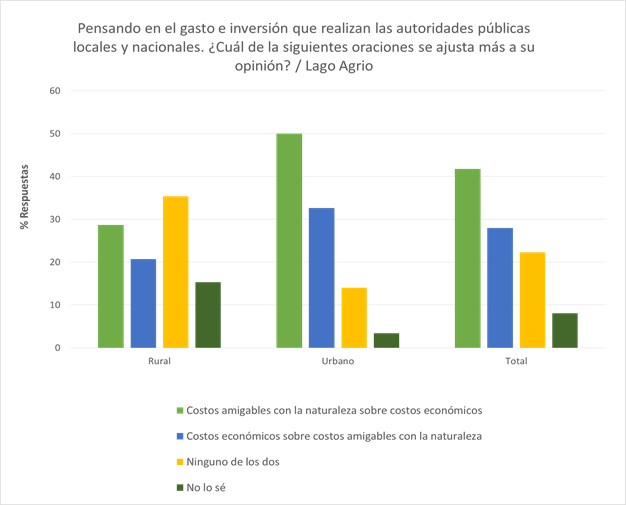 Pensando en el gasto e inversión que realizan las autoridades públicas
locales y nacionales. ¿Cuál de la siguientes oraciones se ajusta más a su
opinión? / Lago Agrio
60
50
40
30
20
10
0
% Respuestas
Rural
Urbano
Total
Costos amigables con la naturaleza sobre costos económicos
Costos económicos sobre costos amigables con la naturaleza
Ninguno de los dos
No lo sé